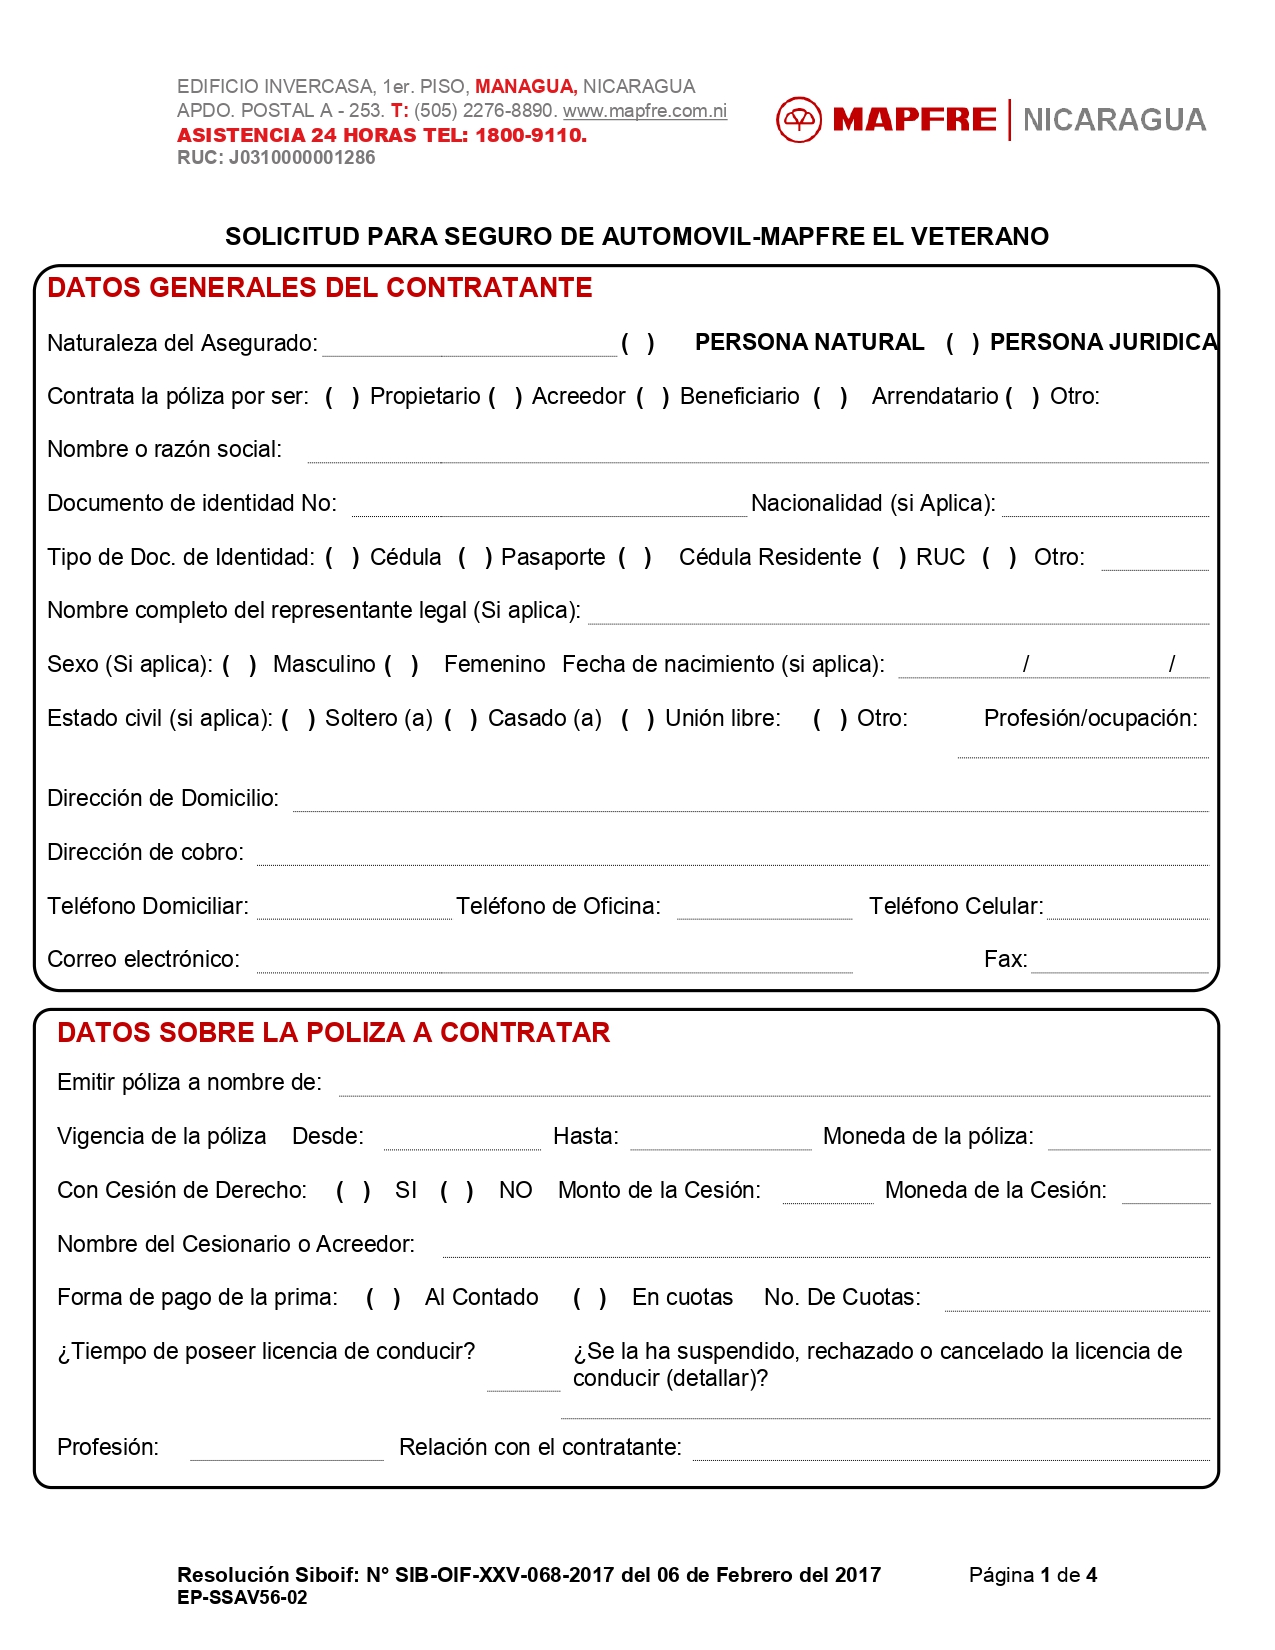 EDIFICIO INVERCASA, 1er. PISO, MANAGUA, NICARAGUA
APDO. POSTAL A - 253. T: (505) 2276-8890. www.mapfre.com.ni
ASISTENCIA 24 HORAS TEL: 1800-9110.
RUC: J0310000001286
MAPFRE | NICARAGUA
SOLICITUD PARA SEGURO DE AUTOMOVIL-MAPFRE EL VETERANO
DATOS GENERALES DEL CONTRATANTE
Naturaleza del Asegurado: ( ) PERSONA NATURAL ( ) PERSONA JURIDICA
Contrata la póliza por ser: ( ) Propietario ( ) Acreedor ( ) Beneficiario ( ) Arrendatario ( ) Otro:
Nombre o razón social:
Documento de identidad No: Nacionalidad (si Aplica):
Tipo de Doc. de Identidad: ( ) Cédula ( ) Pasaporte ( ) Cédula Residente ( ) RUC ( ) Otro:
Nombre completo del representante legal (Si aplica):
Sexo (Si aplica): ( ) Masculino ( ) Femenino Fecha de nacimiento (si aplica): / /
Estado civil (si aplica): ( ) Soltero (a) ( ) Casado (a) ( ) Unión libre: ( ) Otro: Profesión/ocupación:
Dirección de Domicilio:
Dirección de cobro:
Teléfono Domiciliar: Teléfono de Oficina: Teléfono Celular:
Correo electrónico: Fax:
DATOS SOBRE LA POLIZA A CONTRATAR
Emitir póliza a nombre de:
Vigencia de la póliza Desde: Hasta: Moneda de la póliza:
Con Cesión de Derecho: ( ) SI ( ) NO Monto de la Cesión: Moneda de la Cesión:
Nombre del Cesionario o Acreedor:
Forma de pago de la prima: ( ) Al Contado ( ) En cuotas No. De Cuotas:
¿Tiempo de poseer licencia de conducir? ¿Se la ha suspendido, rechazado o cancelado la licencia de
conducir (detallar)?
Profesión: Relación con el contratante:
Resolución Siboif: N° SIB-OIF-XXV-068-2017 del 06 de Febrero del 2017 Página 1 de 4
EP-SSAV56-02